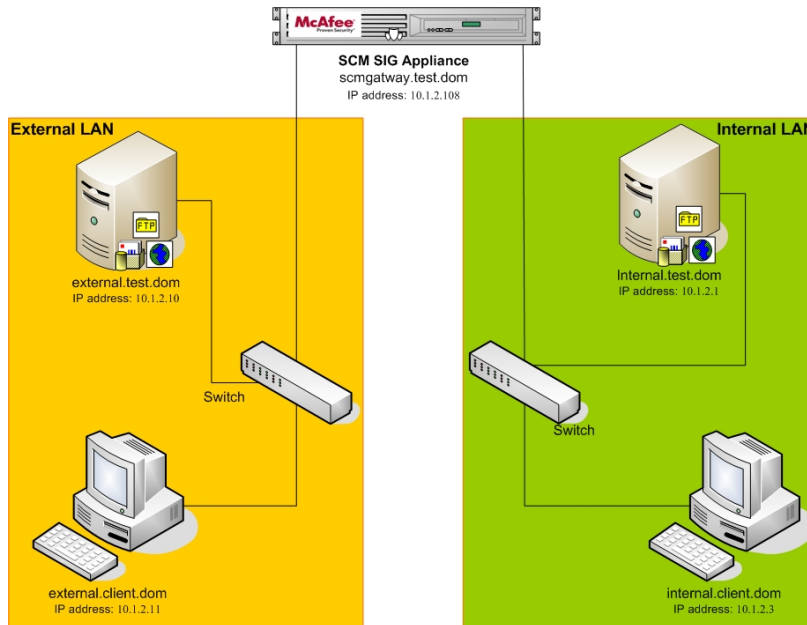 McAfee
Proven Security
SCM SIG Appliance
scmgatway.test.dom
IP address: 10.1.2.108
External LAN
FTP
external.test.dom
IP address: 10.1.2.10
Switch
external.client.dom
IP address: 10.1.2.11
Internal LAN
FTP
Internal.test.dom
IP address: 10.1.2.1
Switch
internal.client.dom
IP address: 10.1.2.3